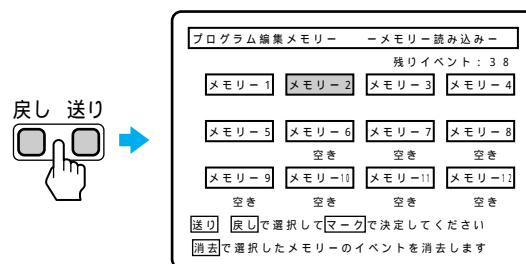 戻し 送り
プログラム編集メモリー ーメモリー読み込みー
残りイベント：38
メモリー1 メモリー2 メモリー3 メモリー4
メモリー5 メモリー6 メモリー7 メモリー8
空き 空き 空き
メモリー9 メモリー10 メモリー11 メモリー12
空き 空き 空き 空き
送り 戻しで選択してマークで決定してください
消去で選択したメモリーのイベントを消去します